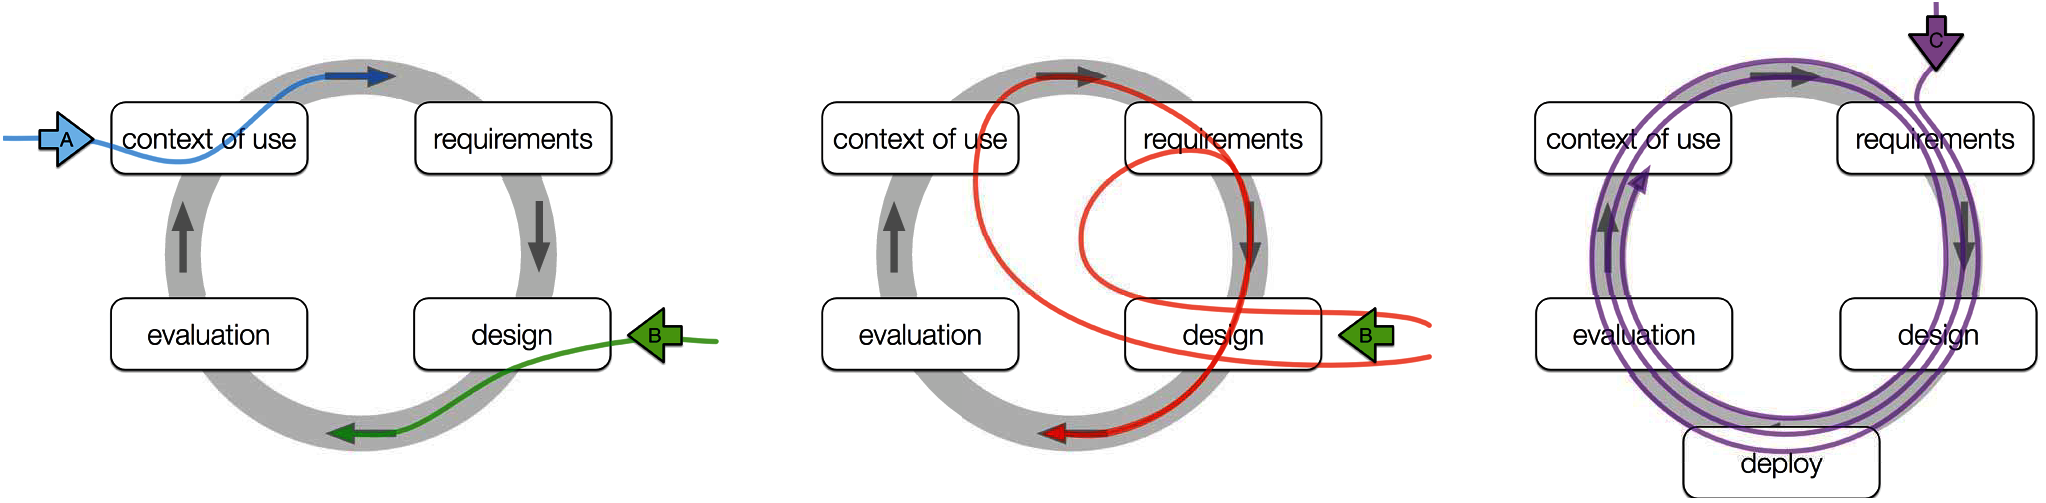 A
context of use
requirements
evaluation
design
B
context of use
requirements
evaluation
design
B
C
context of use
requirements
evaluation
design
deploy